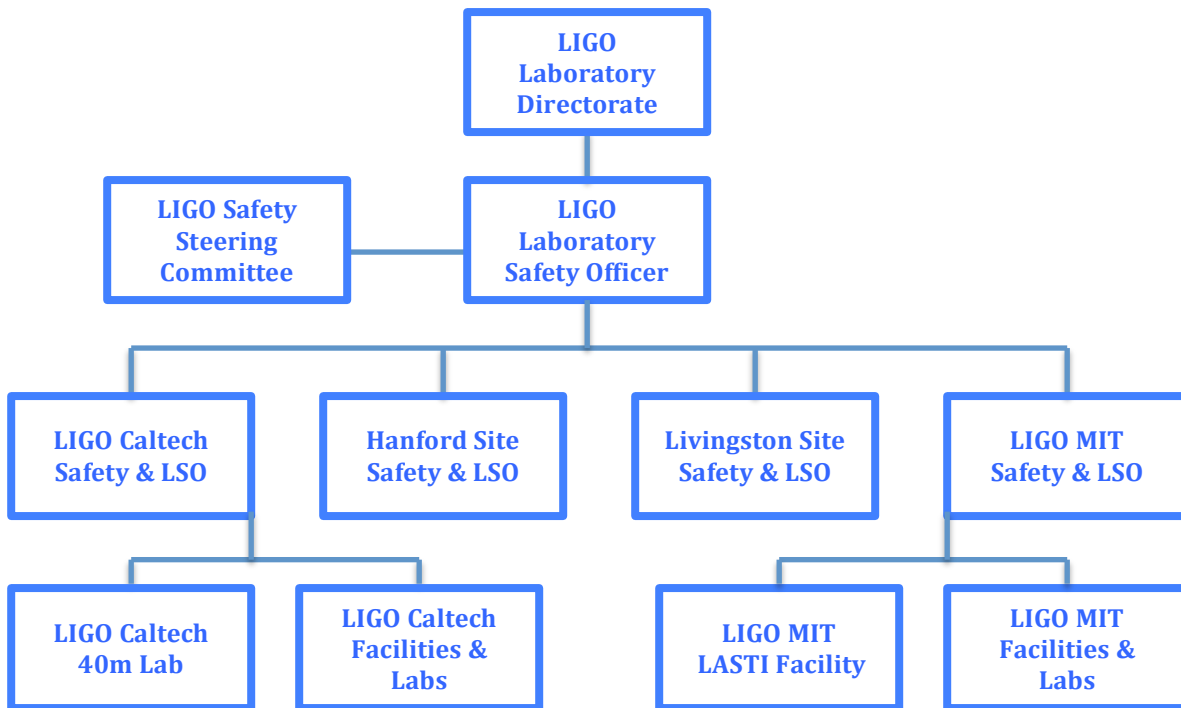 LIGO
Laboratory
Directorate
LIGO Safety
Steering
Committee
LIGO
Laboratory
Safety Officer
LIGO Caltech
Safety & LSO
Hanford Site
Safety & LSO
Livingston Site
Safety & LSO
LIGO MIT
Safety & LSO
LIGO Caltech
40m Lab
LIGO Caltech
Facilities &
Labs
LIGO MIT
LASTI Facility
LIGO MIT
Facilities &
Labs